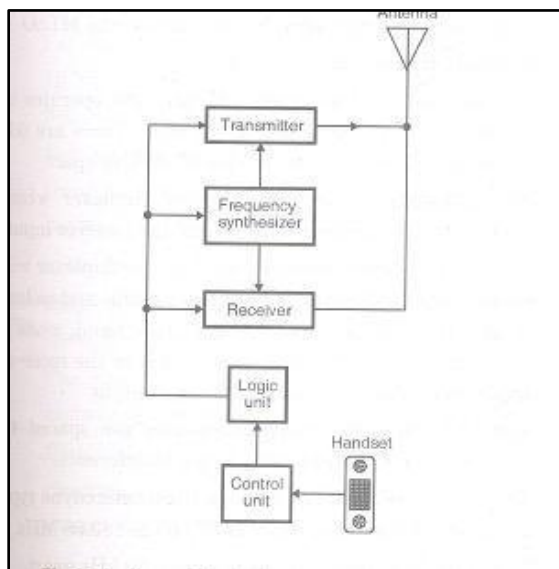 Antenna
Transmitter
Frequency
synthesizer
Receiver
Logic
unit
Handset
Control
unit